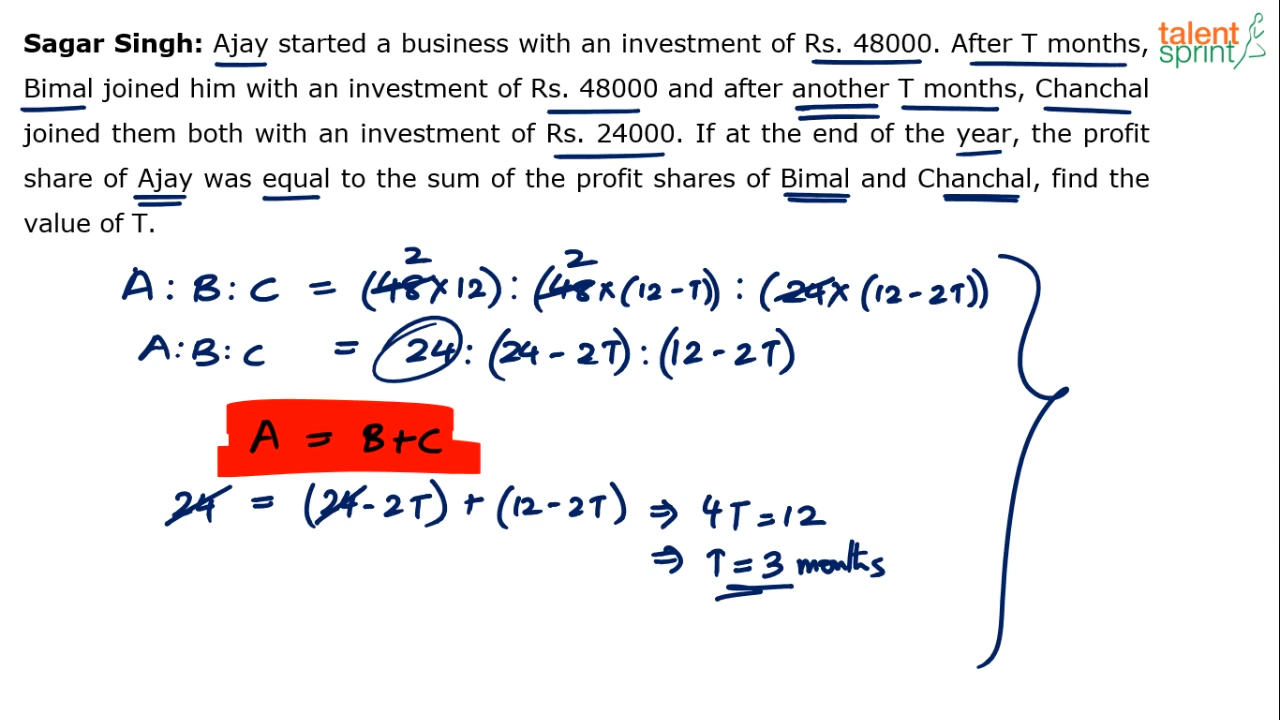 Sagar Singh: Ajay started a business with an investment of Rs. 48000. After T months,
Bimal joined him with an investment of Rs. 48000 and after another T months, Chanchal
joined them both with an investment of Rs. 24000. If at the end of the year, the profit
share of Ajay was equal to the sum of the profit shares of Bimal and Chanchal, find the
value of T.
talent
sprint
2 2
A : B : C = (48 × 12) : (48 × (12 - T)) : (24 × (12 - 2T))
A : B : C = 24 : (24 - 2T) : (12 - 2T)
A = B + C
24 = (24 - 2T) + (12 - 2T) ⇒ 4T = 12
⇒ T = 3 months